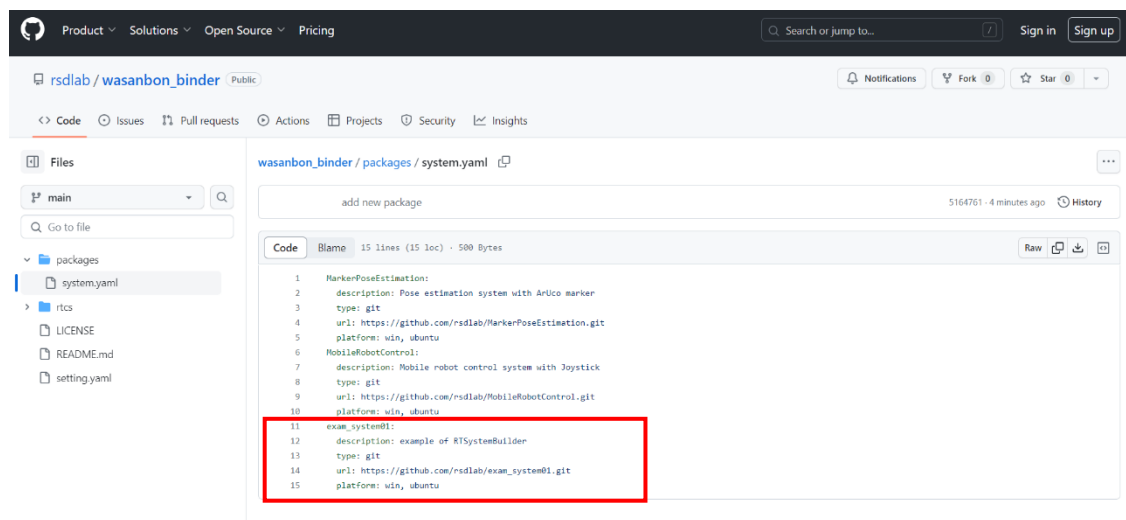 Product Solutions Open Source Pricing Search or jump to... / Sign in Sign up
rsdlab / wasanbon_binder Public Notifications Fork 0 Star 0
<> Code Issues Pull requests Actions Projects Security Insights
Files
main
Go to file
packages
system.yaml
rtcs
LICENSE
README.md
setting.yaml
wasanbon_binder / packages / system.yaml
add new package 5164761 · 4 minutes ago History
Code Blame 15 lines (15 loc) · 500 Bytes Raw
1 MarkerPoseEstimation:
2 description: Pose estimation system with ArUco marker
3 type: git
4 url: https://github.com/rsdlab/MarkerPoseEstimation.git
5 platform: win, ubuntu
6 MobileRobotControl:
7 description: Mobile robot control system with Joystick
8 type: git
9 url: https://github.com/rsdlab/MobileRobotControl.git
10 platform: win, ubuntu
11 exam_system01:
12 description: example of RTSystemBuilder
13 type: git
14 url: https://github.com/rsdlab/exam_system01.git
15 platform: win, ubuntu